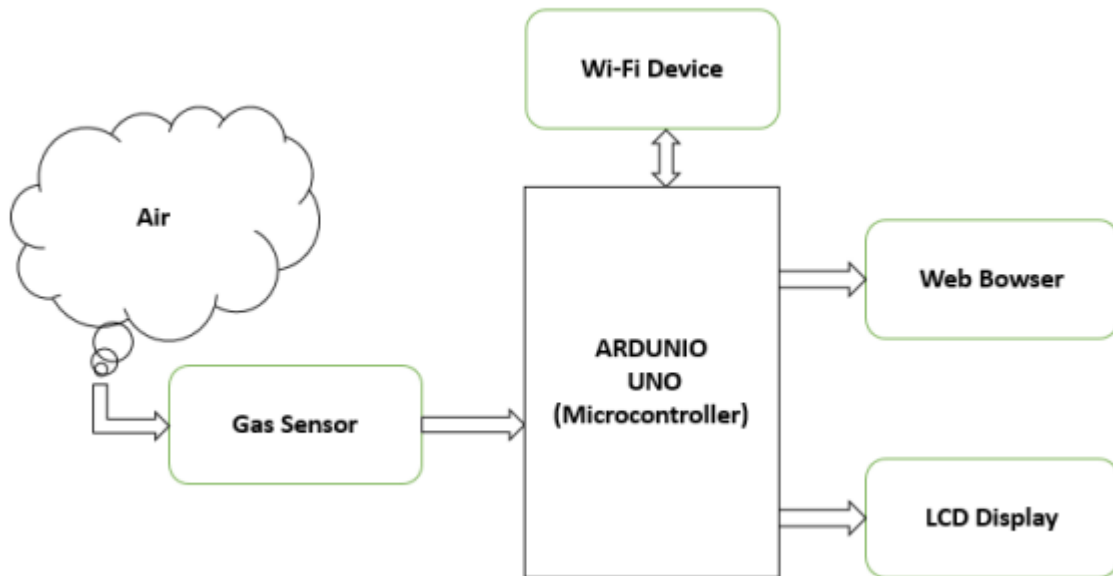 Wi-Fi Device
Air
Web Bowser
ARDUNIO
UNO
(Microcontroller)
Gas Sensor
LCD Display